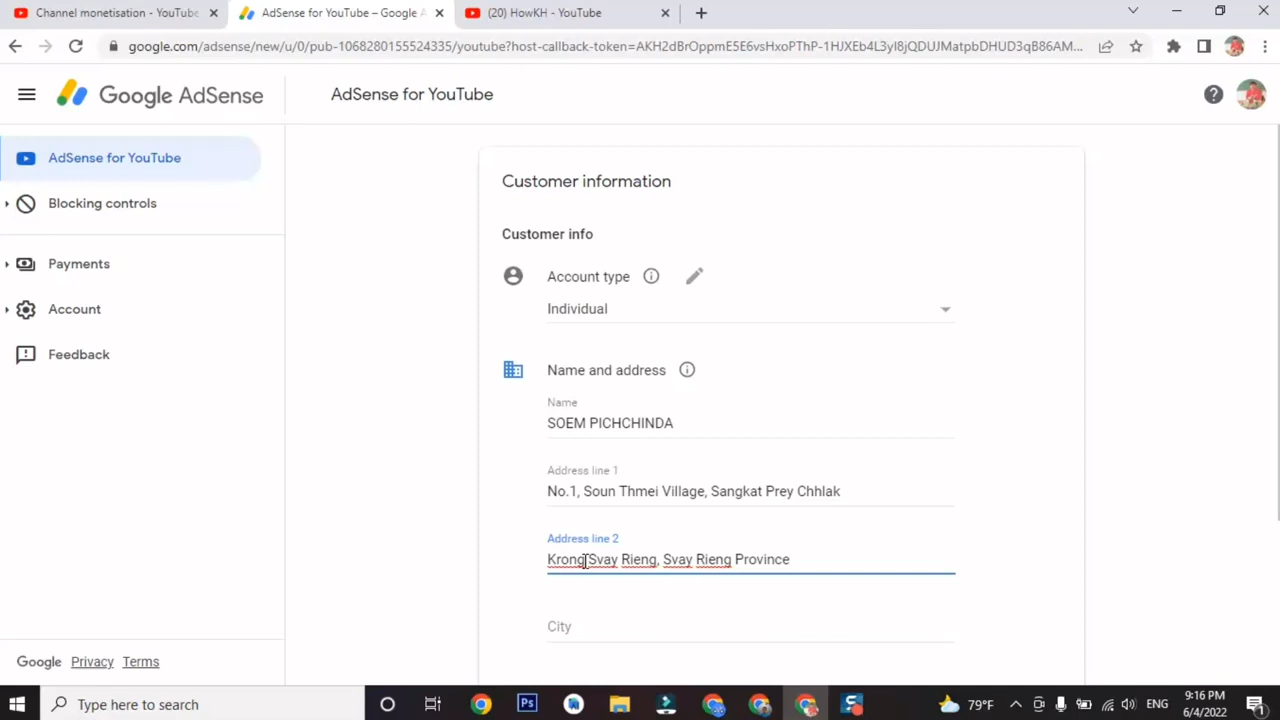 Channel monetisation - YouTube
AdSense for YouTube – Google A
(20) HowKH - YouTube
google.com/adsense/new/u/0/pub-1068280155524335/youtube?host-callback-token=AKH2dBrOppmE5E6vsHxoPThP-1HJXEb4L3yI8jQDUJMatpbDHUD3qB86AM...
Google AdSense
AdSense for YouTube
AdSense for YouTube
Blocking controls
Payments
Account
Feedback
Customer information
Customer info
Account type
Individual
Name and address
Name
SOEM PICHCHINDA
Address line 1
No.1, Soun Thmei Village, Sangkat Prey Chhlak
Address line 2
Krong Svay Rieng, Svay Rieng Province
City
Google Privacy Terms
Type here to search
Ps
79°F
ENG
9:16 PM
6/4/2022
1